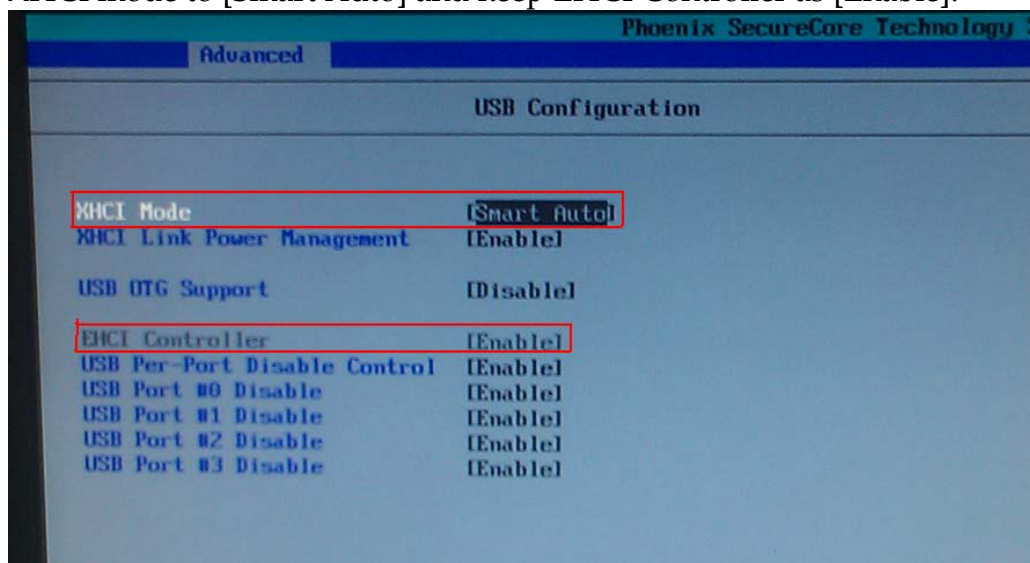 XHCI mode to [Smart Auto] and keep EHCI Controller as [Enable].
Phoenix SecureCore Technology
Advanced
USB Configuration
XHCI Mode [Smart Auto]
XHCI Link Power Management [Enable]
USB OTG Support [Disable]
EHCI Controller [Enable]
USB Per-Port Disable Control [Enable]
USB Port #0 Disable [Enable]
USB Port #1 Disable [Enable]
USB Port #2 Disable [Enable]
USB Port #3 Disable [Enable]